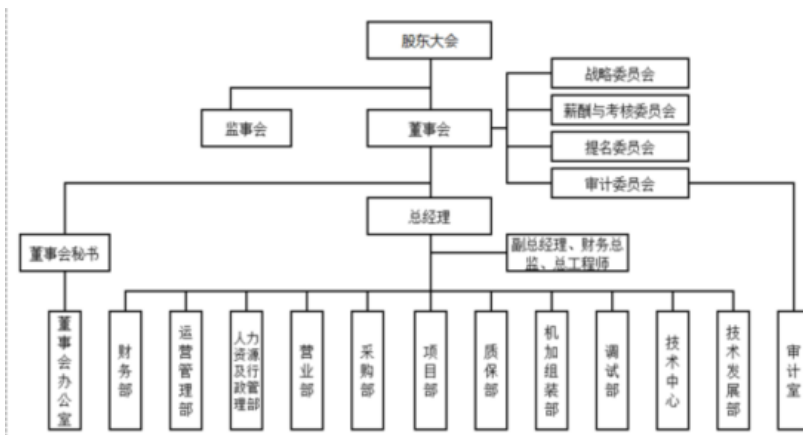 股东大会
战略委员会
薪酬与考核委员会
监事会
董事会
提名委员会
审计委员会
总经理
董事会秘书
副总经理、财务总
监、总工程师
董事会办公室
财务部
运营管理部
人力资源及行政管理部
营业部
采购部
项目部
质保部
机加组装部
调试部
技术中心
技术发展部
审计室